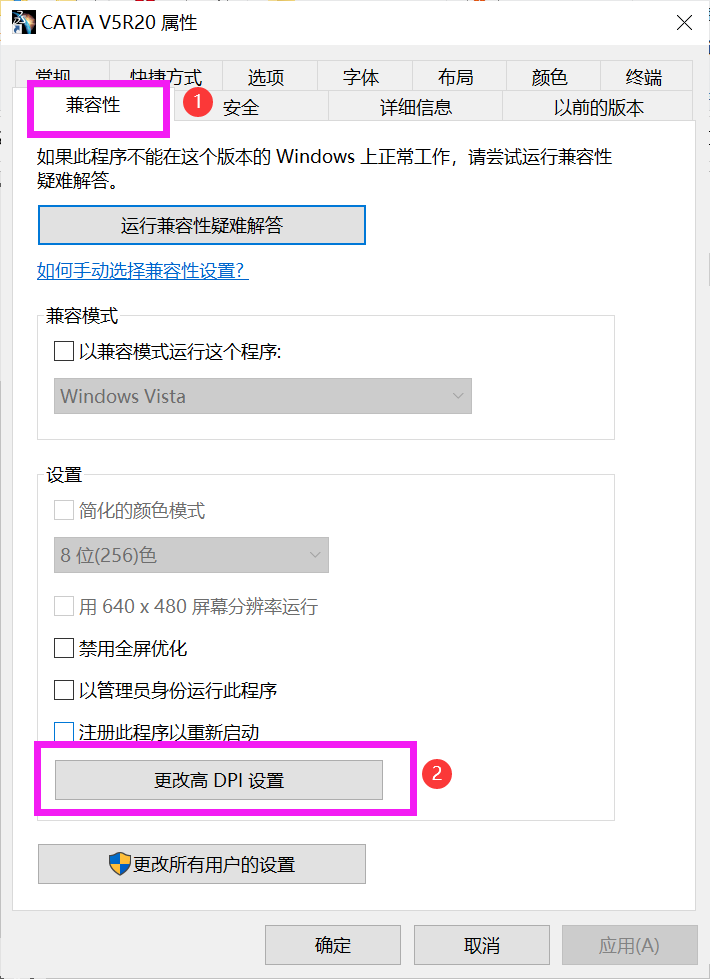 CATIA V5R20 属性
常规
快捷方式
选项
字体
布局
颜色
终端
兼容性
1
安全
详细信息
以前的版本
如果此程序不能在这个版本的 Windows 上正常工作，请尝试运行兼容性
疑难解答。
运行兼容性疑难解答
如何手动选择兼容性设置?
兼容模式
以兼容模式运行这个程序:
Windows Vista
设置
简化的颜色模式
8 位(256)色
用 640 x 480 屏幕分辨率运行
禁用全屏优化
以管理员身份运行此程序
注册此程序以重新启动
更改高 DPI 设置
2
更改所有用户的设置
确定
取消
应用(A)